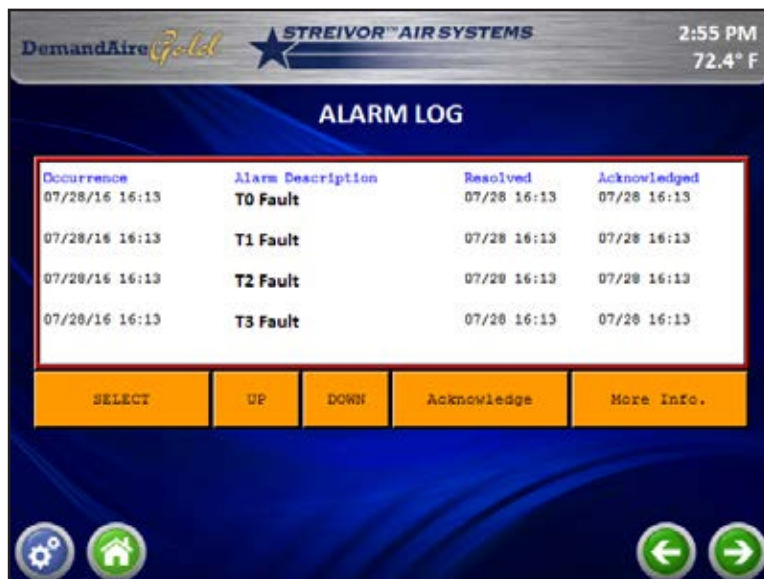 DemandAire Gold STREIVOR™ AIR SYSTEMS 2:55 PM
72.4° F
ALARM LOG
Occurrence Alarm Description Resolved Acknowledged
07/28/16 16:13 T0 Fault 07/28 16:13 07/28 16:13
07/28/16 16:13 T1 Fault 07/28 16:13 07/28 16:13
07/28/16 16:13 T2 Fault 07/28 16:13 07/28 16:13
07/28/16 16:13 T3 Fault 07/28 16:13 07/28 16:13
SELECT UP DOWN Acknowledge More Info.